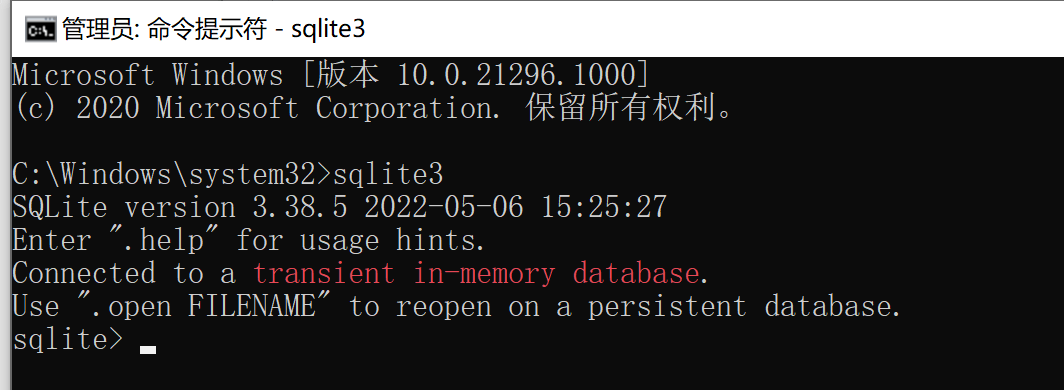 管理员: 命令提示符 - sqlite3
Microsoft Windows [版本 10.0.21296.1000]
(c) 2020 Microsoft Corporation. 保留所有权利。
C:\Windows\system32>sqlite3
SQLite version 3.38.5 2022-05-06 15:25:27
Enter ".help" for usage hints.
Connected to a transient in-memory database.
Use ".open FILENAME" to reopen on a persistent database.
sqlite>